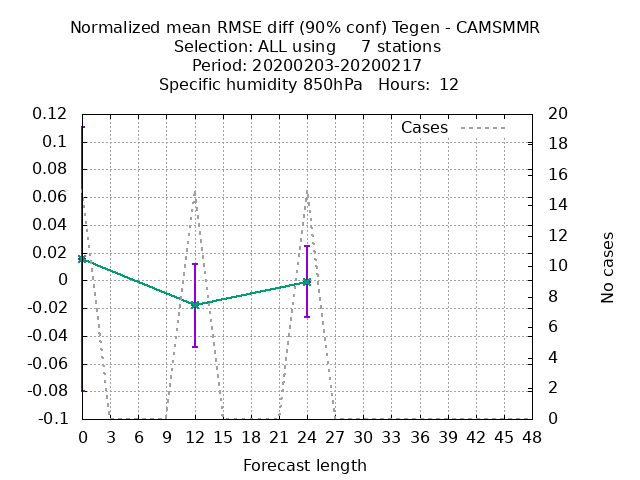 Normalized mean RMSE diff (90% conf) Tegen - CAMSMMR
Selection: ALL using     7 stations
Period: 20200203-20200217
Specific humidity 850hPa   Hours:  12
Cases
0.12
0.1
0.08
0.06
0.04
0.02
0
-0.02
-0.04
-0.06
-0.08
-0.1
20
18
16
14
12
10
8
6
4
2
0
No cases
0 3 6 9 12 15 18 21 24 27 30 33 36 39 42 45 48
Forecast length